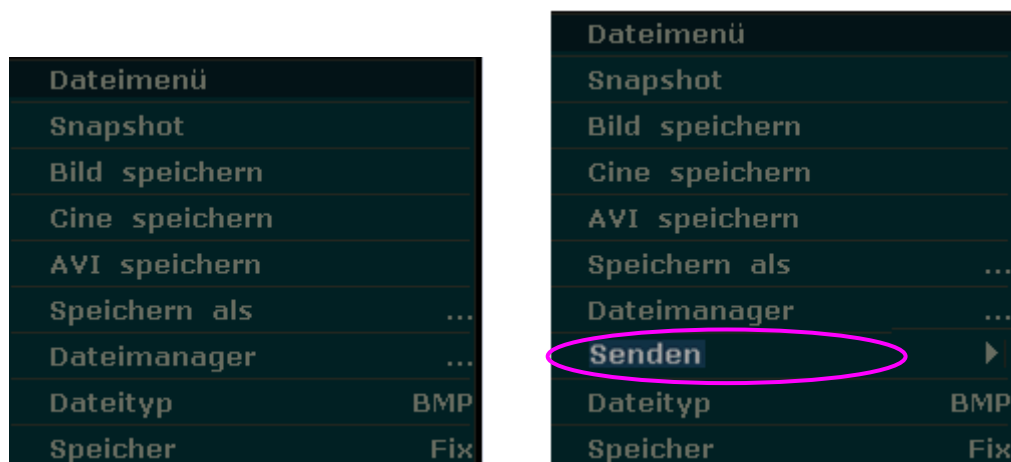 Dateimenü
Snapshot
Bild speichern
Cine speichern
AVI speichern
Speichern als ...
Dateimanager ...
Dateityp BMP
Speicher Fix
Dateimenü
Snapshot
Bild speichern
Cine speichern
AVI speichern
Speichern als ...
Dateimanager ...
Senden
Dateityp BMP
Speicher Fix